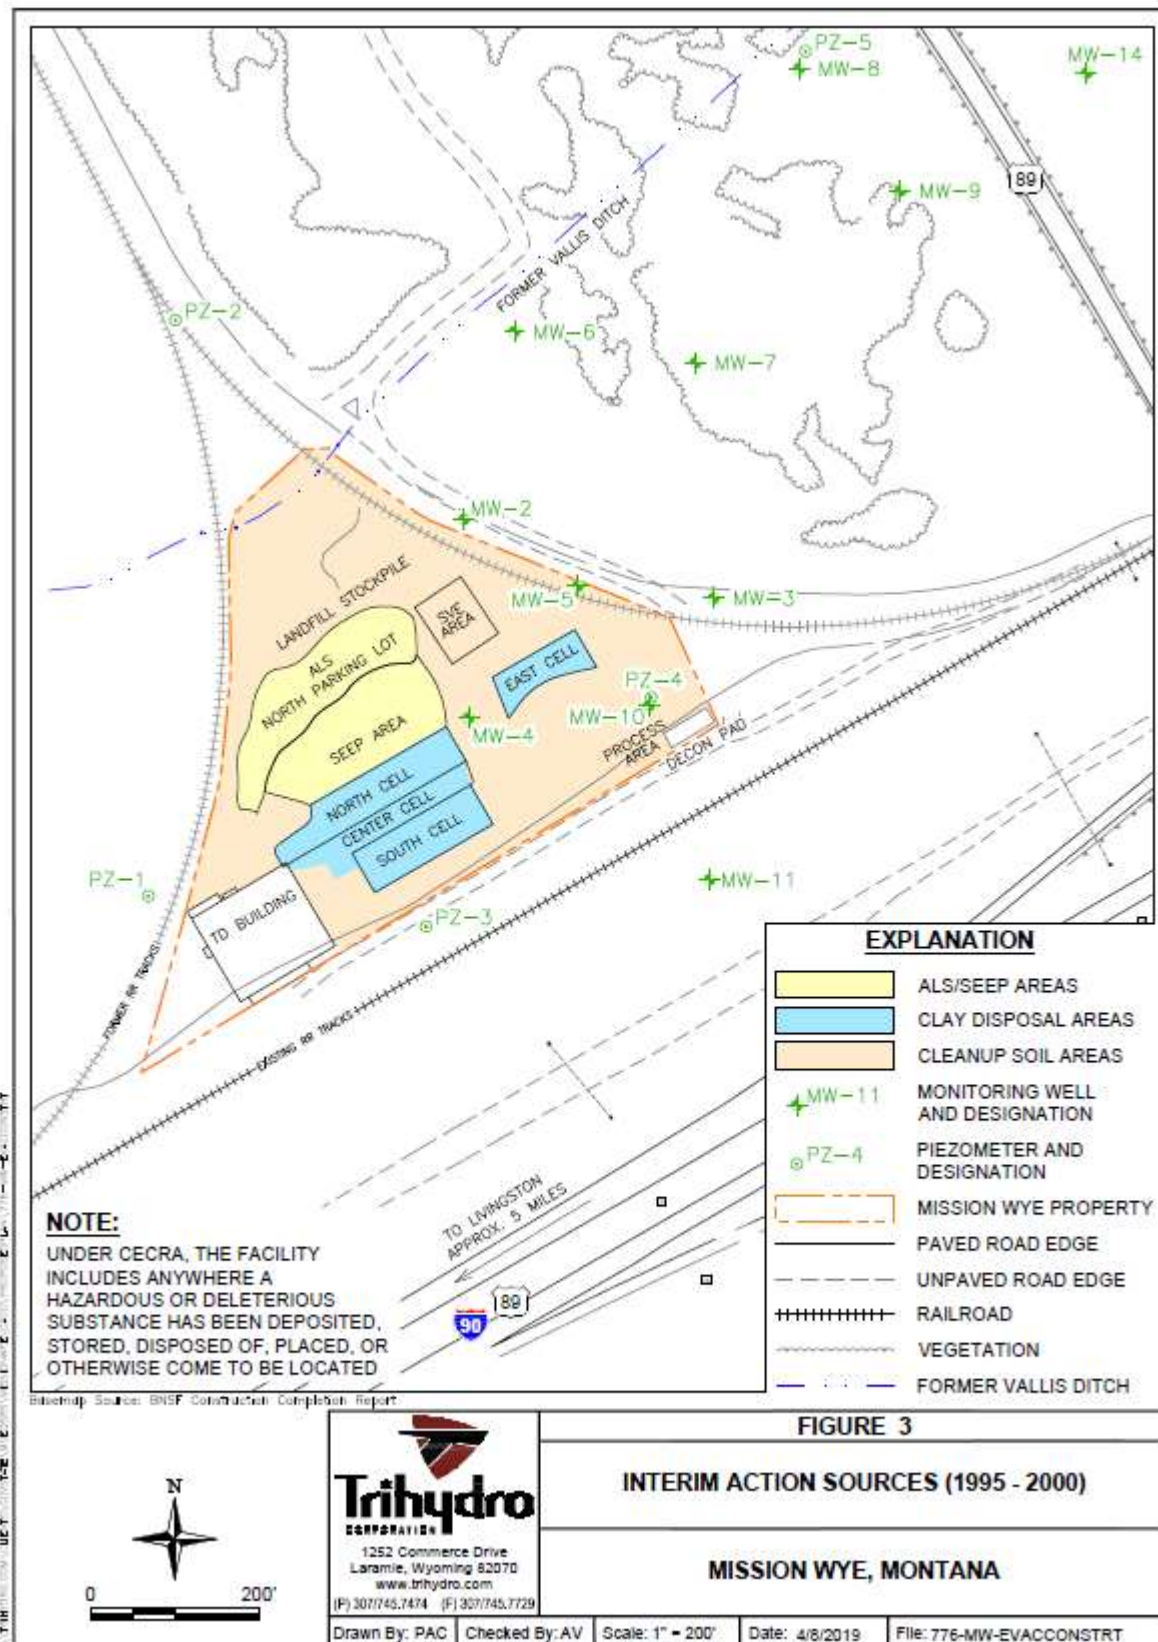 PZ-5
MW-8
MW-14
89
MW-9
FORMER VALLIS DITCH
PZ-2
MW-6
MW-7
MW-2
MW-5
MW-3
LANDFILL STOCKPILE
SVE
AREA
ALS
NORTH PARKING LOT
EAST CELL
PZ-4
MW-10
SEEP AREA
MW-4
PROCESS
AREA
DECON PAD
NORTH CELL
CENTER CELL
SOUTH CELL
PZ-1
MW-11
TD BUILDING
PZ-3
FORMER RR TRACKS
EXISTING RR TRACKS
TO LIVINGSTON
APPROX. 5 MILES
89
90
NOTE:
UNDER CECRA, THE FACILITY
INCLUDES ANYWHERE A
HAZARDOUS OR DELETERIOUS
SUBSTANCE HAS BEEN DEPOSITED,
STORED, DISPOSED OF, PLACED, OR
OTHERWISE COME TO BE LOCATED
EXPLANATION
ALS/SEEP AREAS
CLAY DISPOSAL AREAS
CLEANUP SOIL AREAS
MW-11 MONITORING WELL
AND DESIGNATION
PZ-4 PIEZOMETER AND
DESIGNATION
MISSION WYE PROPERTY
PAVED ROAD EDGE
UNPAVED ROAD EDGE
RAILROAD
VEGETATION
FORMER VALLIS DITCH
Basemap Source: BNSF Construction Completion Report
N
0 200'
Trihydro
CORPORATION
1252 Commerce Drive
Laramie, Wyoming 82070
www.trihydro.com
(P) 307/745.7474 (F) 307/745.7729
FIGURE 3
INTERIM ACTION SOURCES (1995 - 2000)
MISSION WYE, MONTANA
Drawn By: PAC Checked By: AV Scale: 1" = 200' Date: 4/8/2019 File: 776-MW-EVACCONSTRT